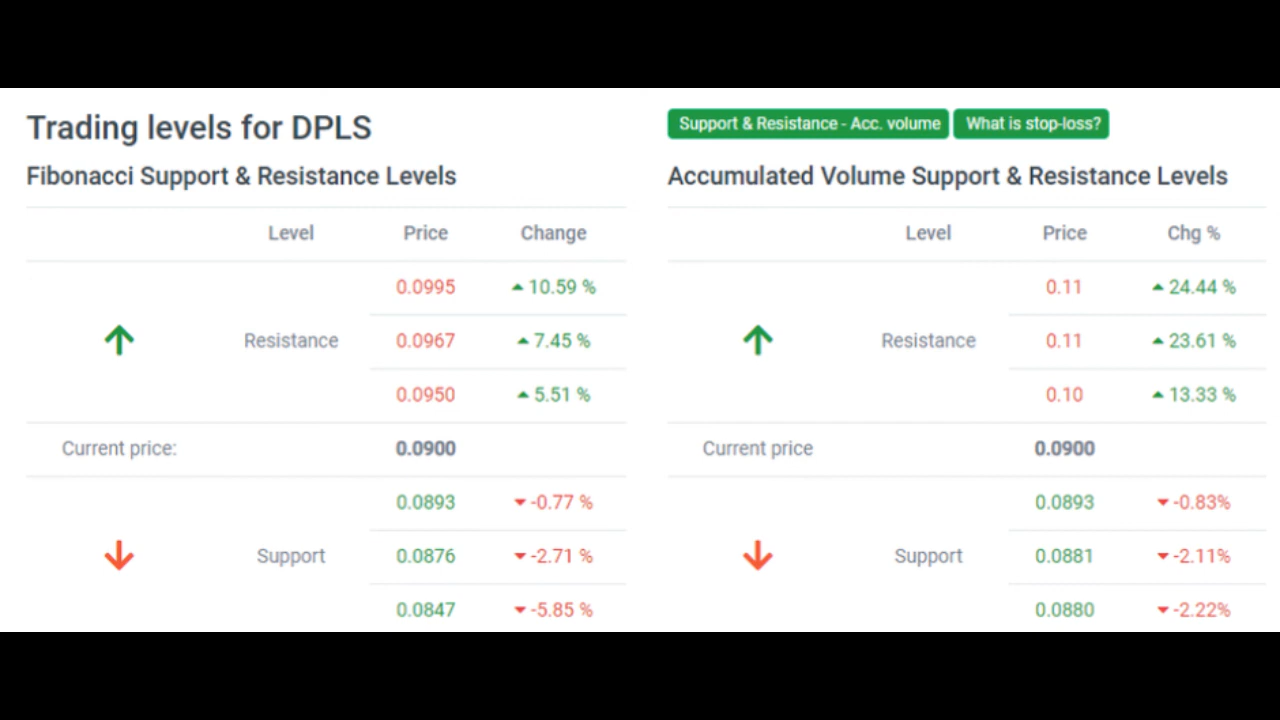 Trading levels for DPLS
Fibonacci Support & Resistance Levels
Level Price Change
0.0995 10.59 %
Resistance 0.0967 7.45 %
0.0950 5.51 %
Current price: 0.0900
0.0893 -0.77 %
Support 0.0876 -2.71 %
0.0847 -5.85 %
Support & Resistance - Acc. volume What is stop-loss?
Accumulated Volume Support & Resistance Levels
Level Price Chg %
0.11 24.44 %
Resistance 0.11 23.61 %
0.10 13.33 %
Current price 0.0900
0.0893 -0.83%
Support 0.0881 -2.11%
0.0880 -2.22%